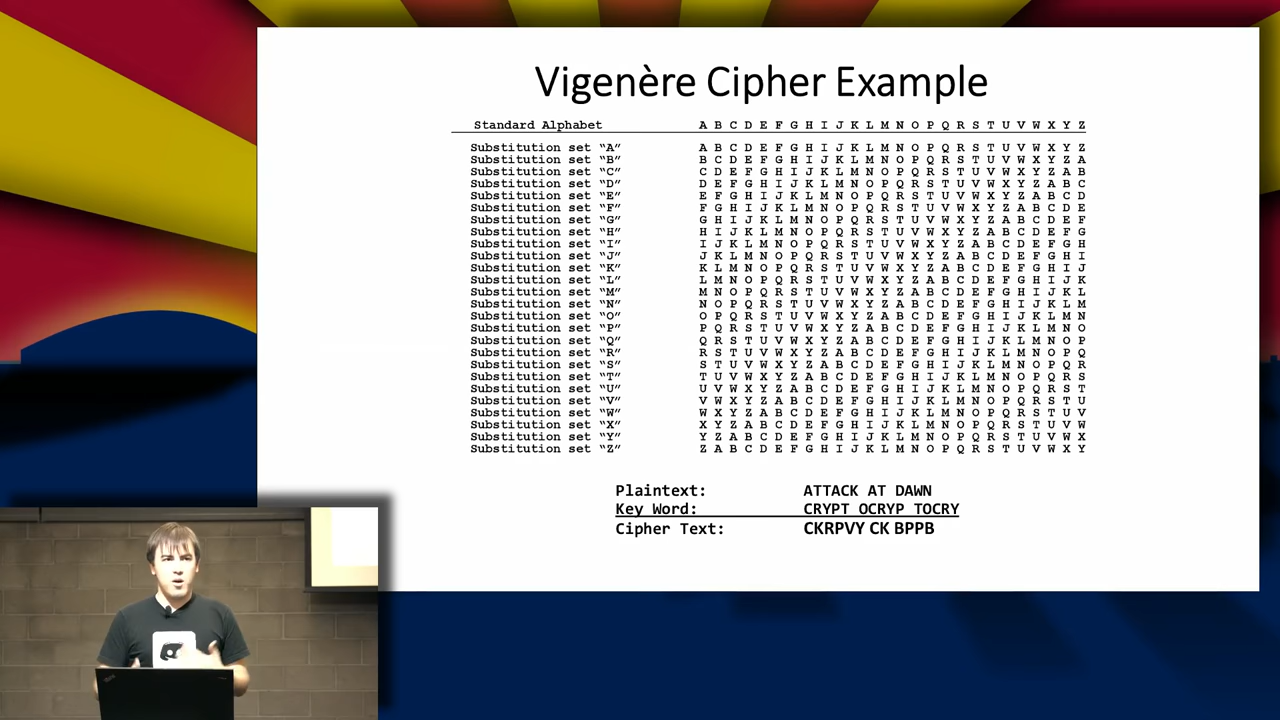 Vigenère Cipher Example
Standard Alphabet A B C D E F G H I J K L M N O P Q R S T U V W X Y Z
Substitution set “A” A B C D E F G H I J K L M N O P Q R S T U V W X Y Z
Substitution set “B” B C D E F G H I J K L M N O P Q R S T U V W X Y Z A
Substitution set “C” C D E F G H I J K L M N O P Q R S T U V W X Y Z A B
Substitution set “D” D E F G H I J K L M N O P Q R S T U V W X Y Z A B C
Substitution set “E” E F G H I J K L M N O P Q R S T U V W X Y Z A B C D
Substitution set “F” F G H I J K L M N O P Q R S T U V W X Y Z A B C D E
Substitution set “G” G H I J K L M N O P Q R S T U V W X Y Z A B C D E F
Substitution set “H” H I J K L M N O P Q R S T U V W X Y Z A B C D E F G
Substitution set “I” I J K L M N O P Q R S T U V W X Y Z A B C D E F G H
Substitution set “J” J K L M N O P Q R S T U V W X Y Z A B C D E F G H I
Substitution set “K” K L M N O P Q R S T U V W X Y Z A B C D E F G H I J
Substitution set “L” L M N O P Q R S T U V W X Y Z A B C D E F G H I J K
Substitution set “M” M N O P Q R S T U V W X Y Z A B C D E F G H I J K L
Substitution set “N” N O P Q R S T U V W X Y Z A B C D E F G H I J K L M
Substitution set “O” O P Q R S T U V W X Y Z A B C D E F G H I J K L M N
Substitution set “P” P Q R S T U V W X Y Z A B C D E F G H I J K L M N O
Substitution set “Q” Q R S T U V W X Y Z A B C D E F G H I J K L M N O P
Substitution set “R” R S T U V W X Y Z A B C D E F G H I J K L M N O P Q
Substitution set “S” S T U V W X Y Z A B C D E F G H I J K L M N O P Q R
Substitution set “T” T U V W X Y Z A B C D E F G H I J K L M N O P Q R S
Substitution set “U” U V W X Y Z A B C D E F G H I J K L M N O P Q R S T
Substitution set “V” V W X Y Z A B C D E F G H I J K L M N O P Q R S T U
Substitution set “W” W X Y Z A B C D E F G H I J K L M N O P Q R S T U V
Substitution set “X” X Y Z A B C D E F G H I J K L M N O P Q R S T U V W
Substitution set “Y” Y Z A B C D E F G H I J K L M N O P Q R S T U V W X
Substitution set “Z” Z A B C D E F G H I J K L M N O P Q R S T U V W X Y
Plaintext: ATTACK AT DAWN
Key Word: CRYPT OCRYP TOCRY
Cipher Text: CKRPVY CK BPPB